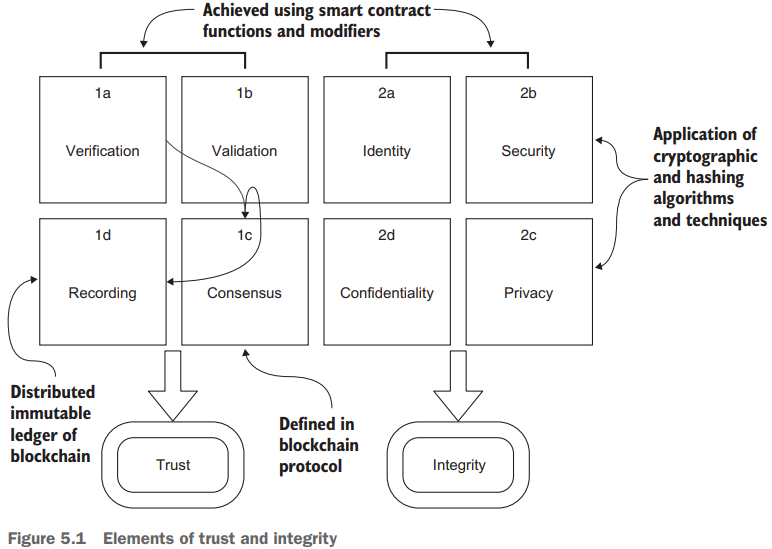 Achieved using smart contract
functions and modifiers
1a
1b
2a
2b
Verification
Validation
Identity
Security
Application of
cryptographic
and hashing
algorithms
and techniques
1d
1c
2d
2c
Recording
Consensus
Confidentiality
Privacy
Distributed
immutable
ledger of
blockchain
Defined in
blockchain
protocol
Trust
Integrity
Figure 5.1 Elements of trust and integrity